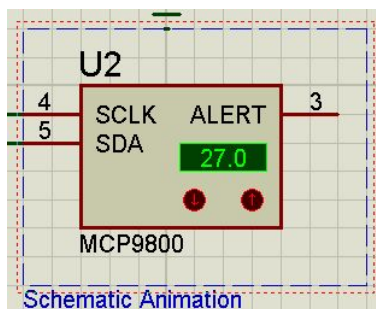 U2
4 SCLK ALERT 3
5 SDA
27.0
MCP9800
Schematic Animation